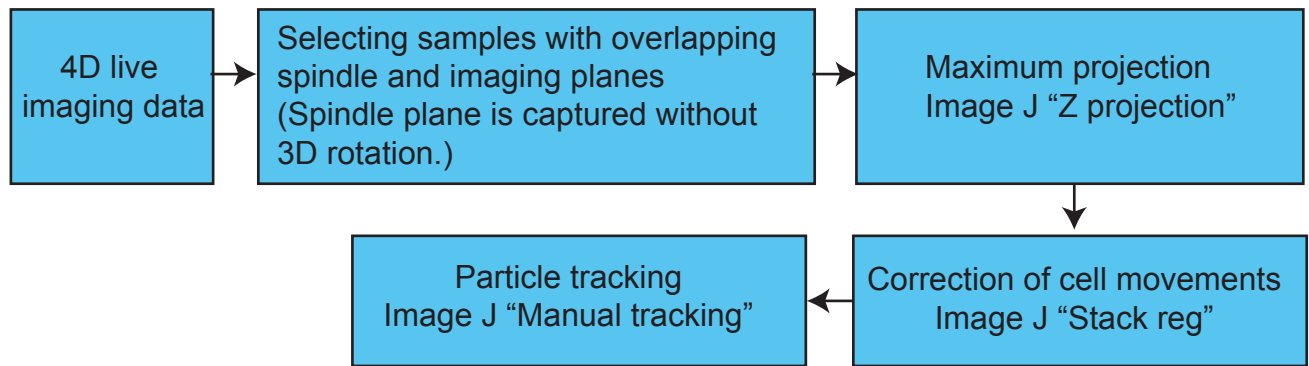 4D live
imaging data
Selecting samples with overlapping
spindle and imaging planes
(Spindle plane is captured without
3D rotation.)
Maximum projection
Image J “Z projection”
Correction of cell movements
Image J “Stack reg”
Particle tracking
Image J “Manual tracking”